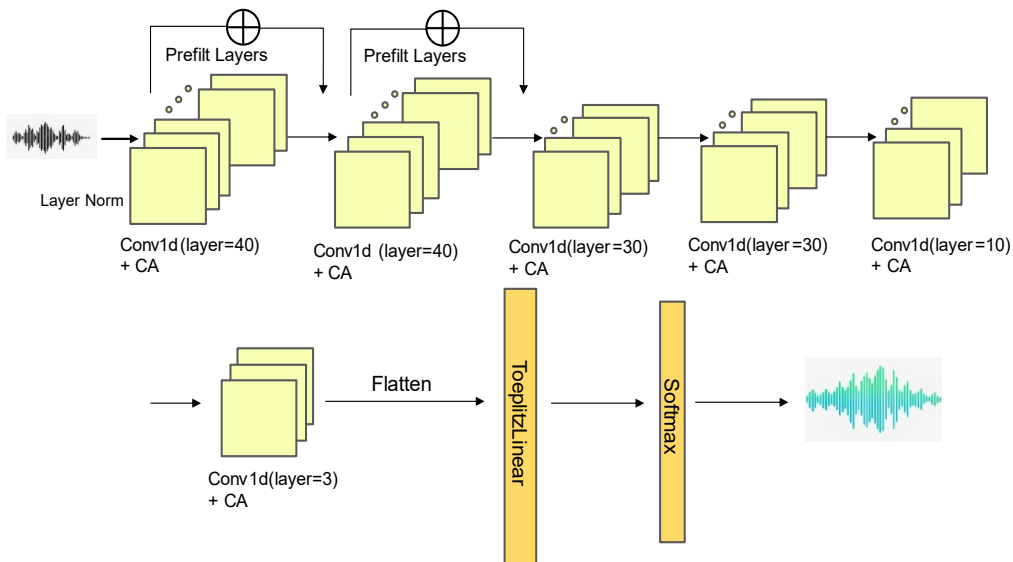 Prefilt Layers
Prefilt Layers
Layer Norm
Conv1d(layer=40)
+ CA
Conv1d (layer=40)
+ CA
Conv1d(layer=30)
+ CA
Conv1d(layer=30)
+ CA
Conv1d(layer=10)
+ CA
Flatten
ToeplitzLinear
Softmax
Conv1d(layer=3)
+ CA